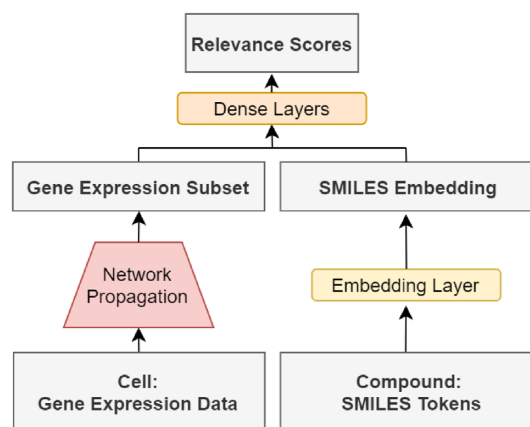 Relevance Scores
Dense Layers
Gene Expression Subset
SMILES Embedding
Network
Propagation
Embedding Layer
Cell:
Gene Expression Data
Compound:
SMILES Tokens